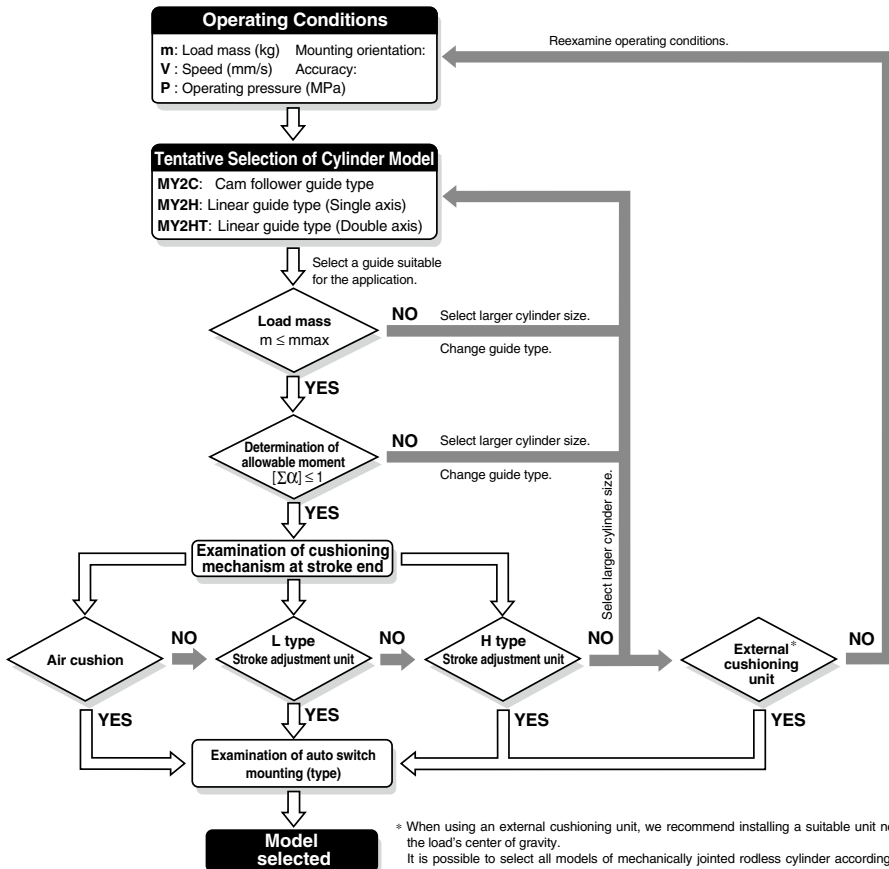 Operating Conditions
m: Load mass (kg) Mounting orientation:
V : Speed (mm/s) Accuracy:
P : Operating pressure (MPa)
Reexamine operating conditions.
Tentative Selection of Cylinder Model
MY2C: Cam follower guide type
MY2H: Linear guide type (Single axis)
MY2HT: Linear guide type (Double axis)
Select a guide suitable
for the application.
Load mass
m ≤ mmax
NO
Select larger cylinder size.
Change guide type.
YES
Determination of
allowable moment
[Σα] ≤ 1
NO
Select larger cylinder size.
Change guide type.
YES
Select larger cylinder size.
Examination of cushioning
mechanism at stroke end
Air cushion
NO
L type
Stroke adjustment unit
NO
H type
Stroke adjustment unit
NO
External*
cushioning
unit
NO
YES
YES
YES
YES
Examination of auto switch
mounting (type)
Model
selected
* When using an external cushioning unit, we recommend installing a suitable unit
the load's center of gravity.
It is possible to select all models of mechanically jointed rodless cylinder according